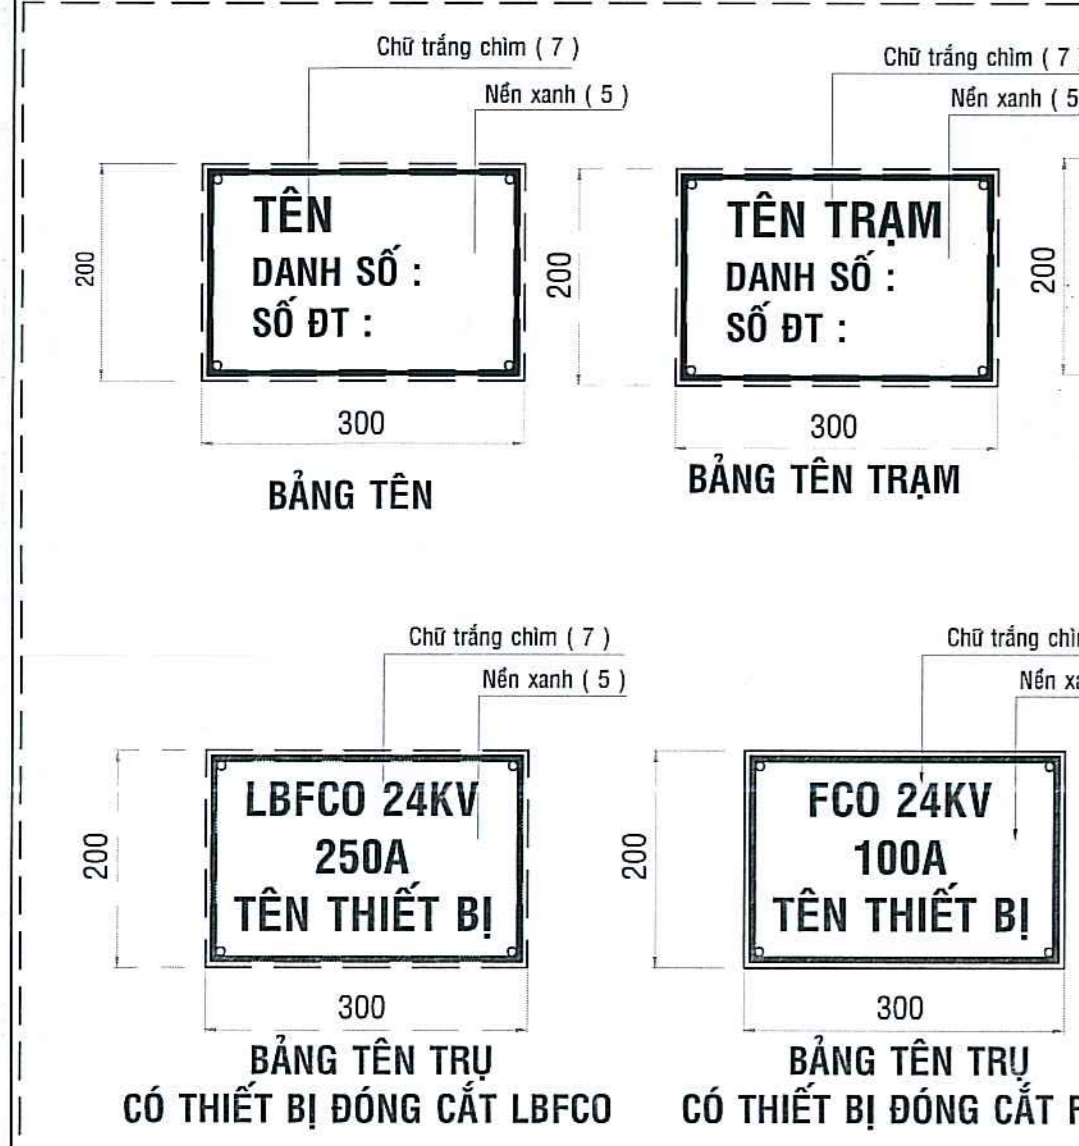 Chữ trắng chìm ( 7 )
Nền xanh ( 5 )
TÊN
DANH SỐ :
SỐ ĐT :
200
300
BẢNG TÊN
Chữ trắng chìm ( 7
Nền xanh ( 5
TÊN TRẠM
DANH SỐ :
SỐ ĐT :
200
300
200
BẢNG TÊN TRẠM
Chữ trắng chìm ( 7 )
Nền xanh ( 5 )
LBFCO 24KV
250A
TÊN THIẾT BỊ
200
300
BẢNG TÊN TRỤ
CÓ THIẾT BỊ ĐÓNG CẮT LBFCO
Chữ trắng
Nền
FCO 24KV
100A
TÊN THIẾT BỊ
200
300
BẢNG TÊN TRỤ
CÓ THIẾT BỊ ĐÓNG CẮT